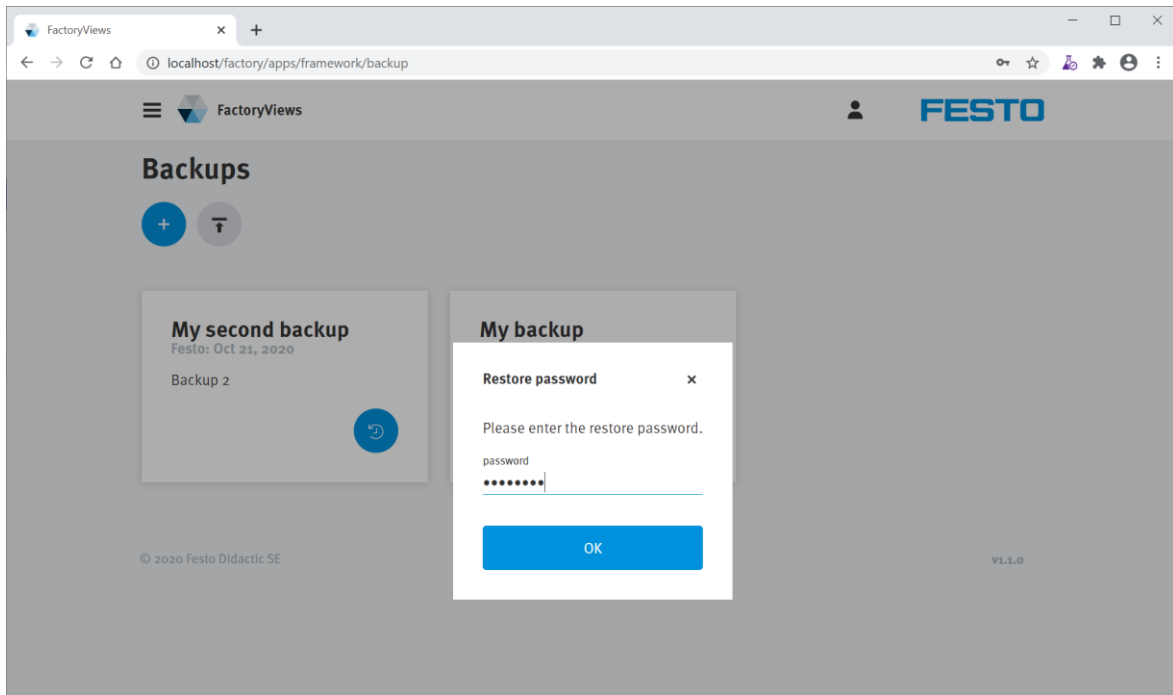 FactoryViews
localhost/factory/apps/framework/backup
FactoryViews
FESTO
Backups
My second backup
Festo: Oct 21, 2020
Backup 2
My backup
Restore password
Please enter the restore password.
password
••••••••
OK
© 2020 Festo Didactic SE
v1.1.0